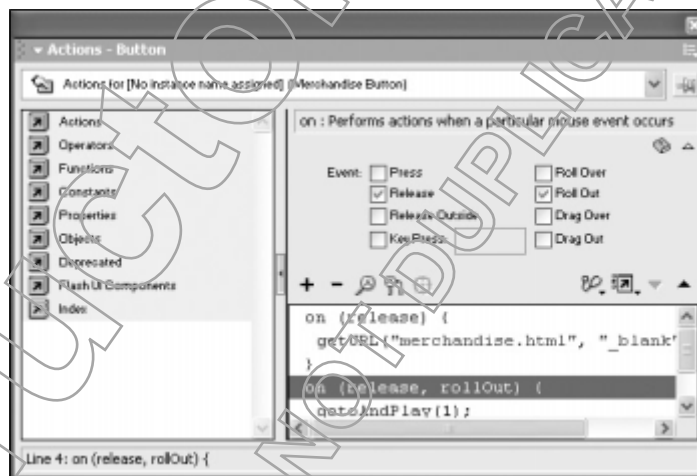 Actions - Button
Actions for [No instance name assigned] (Merchandise Button)
Actions
Operators
Functions
Constants
Properties
Objects
Deprecated
Flash UI Components
Index
on : Performs actions when a particular mouse event occurs
Event: Press Roll Over
Release Roll Out
Release Outside Drag Over
Key Press: Drag Out
on (release) {
getURL("merchandise.html", "_blank"
}
on (release, rollOut) {
gotoAndPlay(1);
Line 4: on (release, rollOut) {
NOT DUPLICA